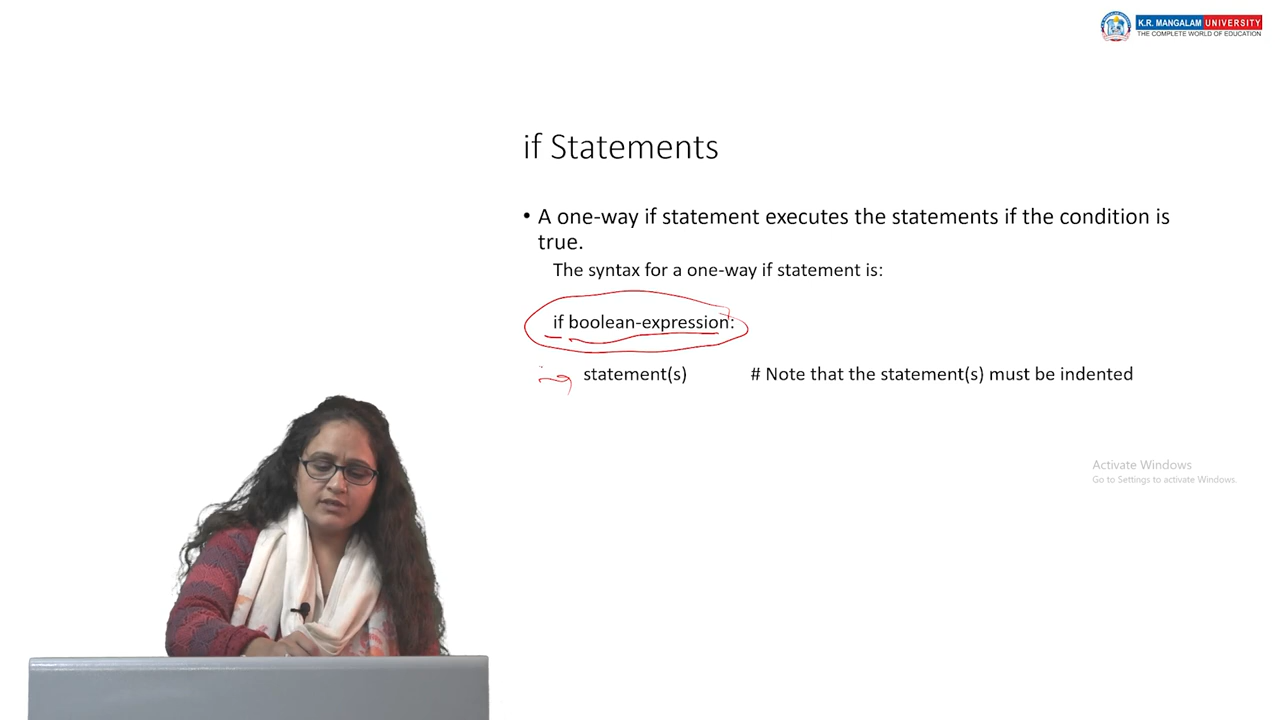 K.R. MANGALAM UNIVERSITY
THE COMPLETE WORLD OF EDUCATION
if Statements
• A one-way if statement executes the statements if the condition is
true.
The syntax for a one-way if statement is:
if boolean-expression:
statement(s) # Note that the statement(s) must be indented
Activate Windows
Go to Settings to activate Windows.